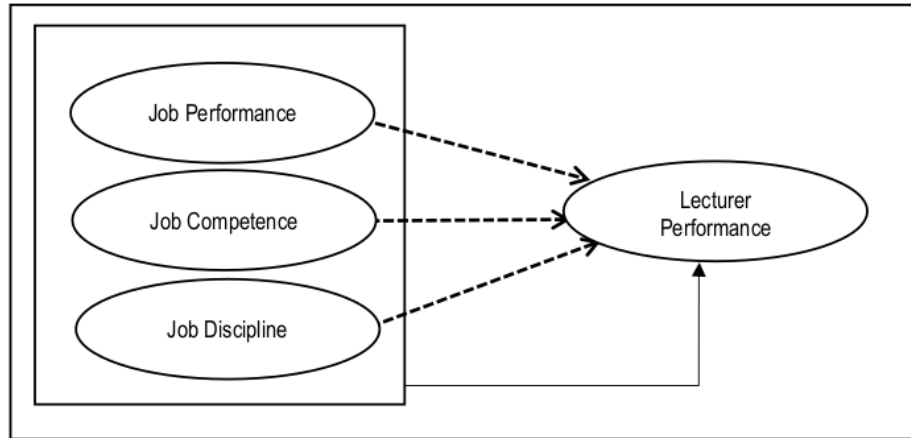 Job Performance
Job Competence
Job Discipline
Lecturer
Performance